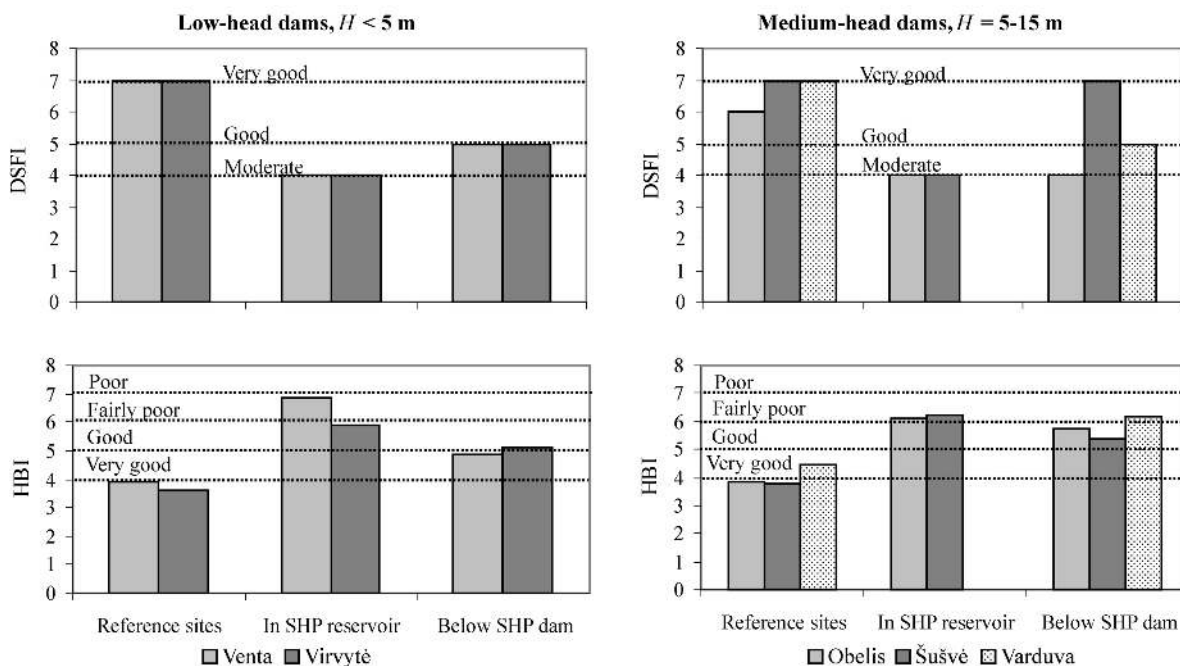 Low-head dams, H < 5 m
8
7
6
5
4
3
2
1
0
DSFI
Very good
Good
Moderate
Medium-head dams, H = 5-15 m
8
7
6
5
4
3
2
1
0
DSFI
Very good
Good
Moderate
8
7
6
5
4
3
2
1
0
HBI
Poor
Fairly poor
Good
Very good
Reference sites
In SHP reservoir
Below SHP dam
Venta
Virvytė
8
7
6
5
4
3
2
1
0
HBI
Poor
Fairly poor
Good
Very good
Reference sites
In SHP reservoir
Below SHP dam
Obelis
Šušvė
Varduva